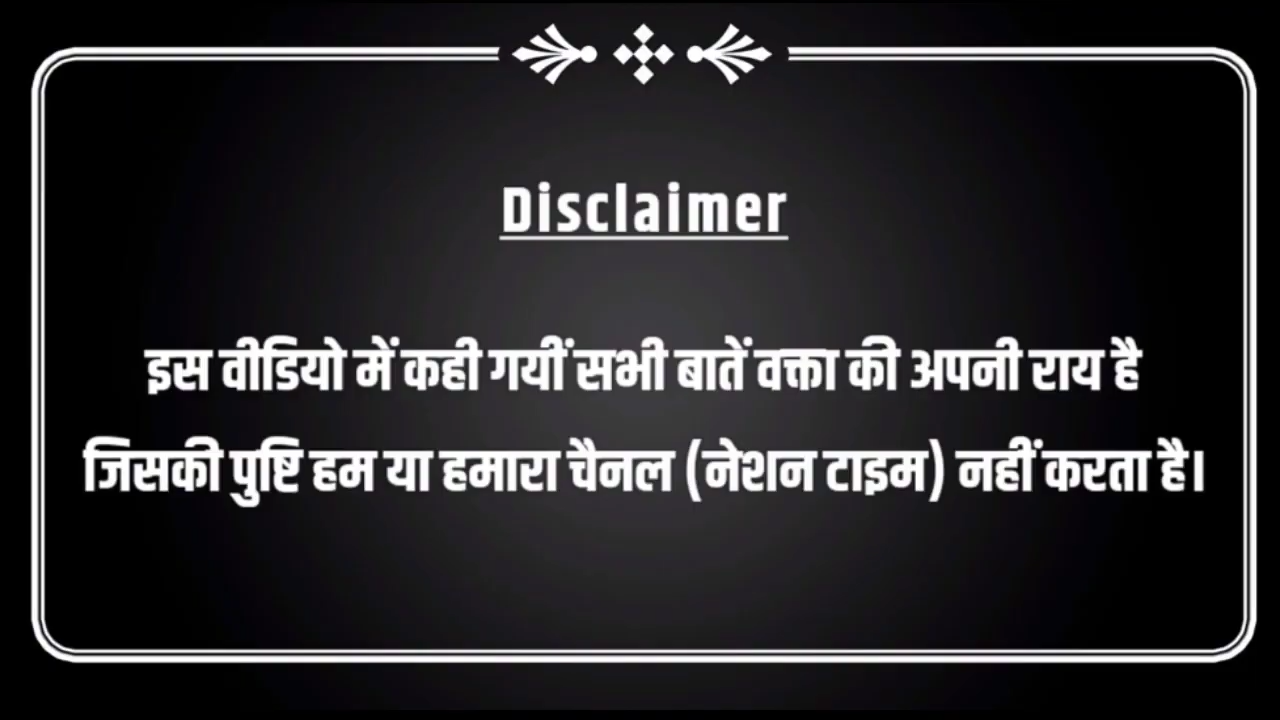 Disclaimer
इस वीडियो में कही गयीं सभी बातें वक्ता की अपनी राय है
जिसकी पुष्टि हम या हमारा चैनल (नेशन टाइम) नहीं करता है।